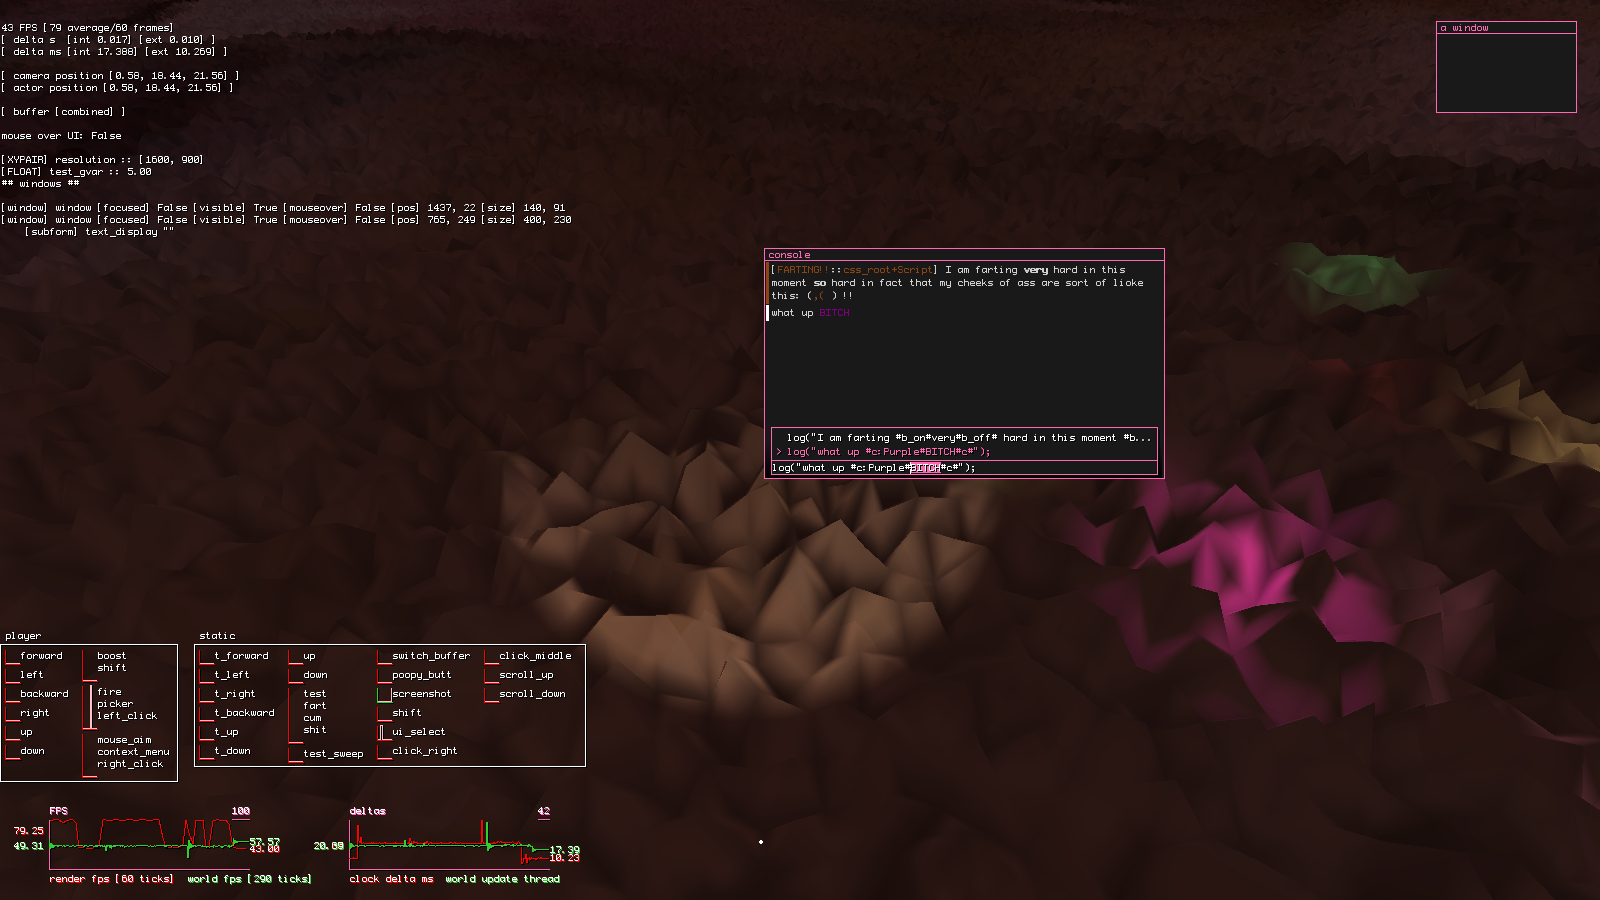 43 FPS [79 average/60 frames]
[ delta s  [int 0.017] [ext 0.010] ]
[ delta ms [int 17.388] [ext 10.269] ]
[ camera position [0.58, 18.44, 21.56] ]
[ actor position [0.58, 18.44, 21.56] ]
[ buffer [combined] ]
mouse over UI: False
[XYPAIR] resolution :: [1600, 900]
[FLOAT] test_gvar :: 5.00
## windows ##
[window] window [focused] False [visible] True [mouseover] False [pos] 1437, 22 [size] 140, 91
[window] window [focused] False [visible] True [mouseover] False [pos] 765, 249 [size] 400, 230
[subform] text_display ""
a window
console
[FARTING!!::css_root+Script] I am farting very hard in this
moment so hard in fact that my cheeks of ass are sort of lioke
this: (,( ) !!
what up BITCH
log("I am farting #b_on#very#b_off# hard in this moment #b...
> log("what up #c:Purple#BITCH#c#");
log("what up #c:Purple#BITCH#c#");
player
forward
left
backward
right
up
down
boost
shift
fire
picker
left_click
mouse_aim
context_menu
right_click
static
t_forward
t_left
t_right
t_backward
t_up
t_down
up
down
test
fart
cum
shit
test_sweep
switch_buffer
poopy_butt
screenshot
shift
ui_select
click_right
click_middle
scroll_up
scroll_down
FPS 100
79.25
49.31
57.57
43.00
render fps [60 ticks] world fps [290 ticks]
deltas 42
17.39
10.23
clock delta ms world update thread